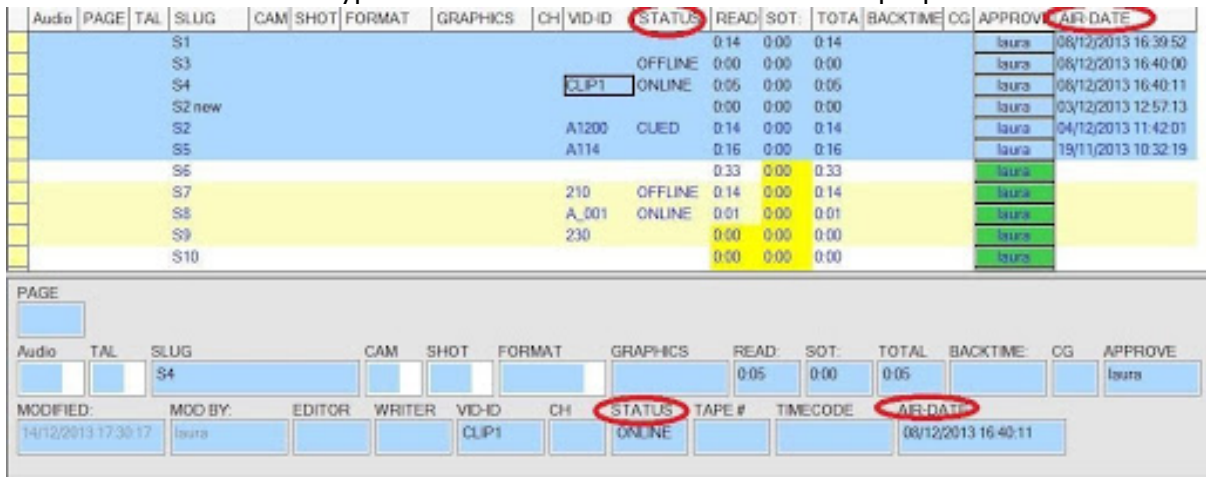 Audio PAGE TAL SLUG CAM SHOT FORMAT GRAPHICS CH VID-ID STATUS READ SOT: TOTA BACKTIME CG APPROVE AIR-DATE
S1 0:14 0:00 0:14 laura 08/12/2013 16:39:52
S3 OFFLINE 0:00 0:00 0:00 laura 08/12/2013 16:40:00
S4 CLIP1 ONLINE 0:05 0:00 0:05 laura 08/12/2013 16:40:11
S2 new 0:00 0:00 0:00 laura 03/12/2013 12:57:13
S2 A1200 CUED 0:14 0:00 0:14 laura 04/12/2013 11:42:01
S5 A114 0:16 0:00 0:16 laura 19/11/2013 10:32:19
S6 0:33 0:00 0:33 laura
S7 210 OFFLINE 0:14 0:00 0:14 laura
S8 A_001 ONLINE 0:01 0:00 0:01 laura
S9 230 0:00 0:00 0:00 laura
S10 0:00 0:00 0:00 laura
PAGE
Audio TAL SLUG CAM SHOT FORMAT GRAPHICS READ: SOT: TOTAL BACKTIME: CG APPROVE
S4 0:05 0:00 0:05 laura
MODIFIED: MOD BY: EDITOR WRITER VID-ID CH STATUS TAPE # TIMECODE AIR-DATE
14/12/2013 17:30:17 laura CLIP1 ONLINE 08/12/2013 16:40:11